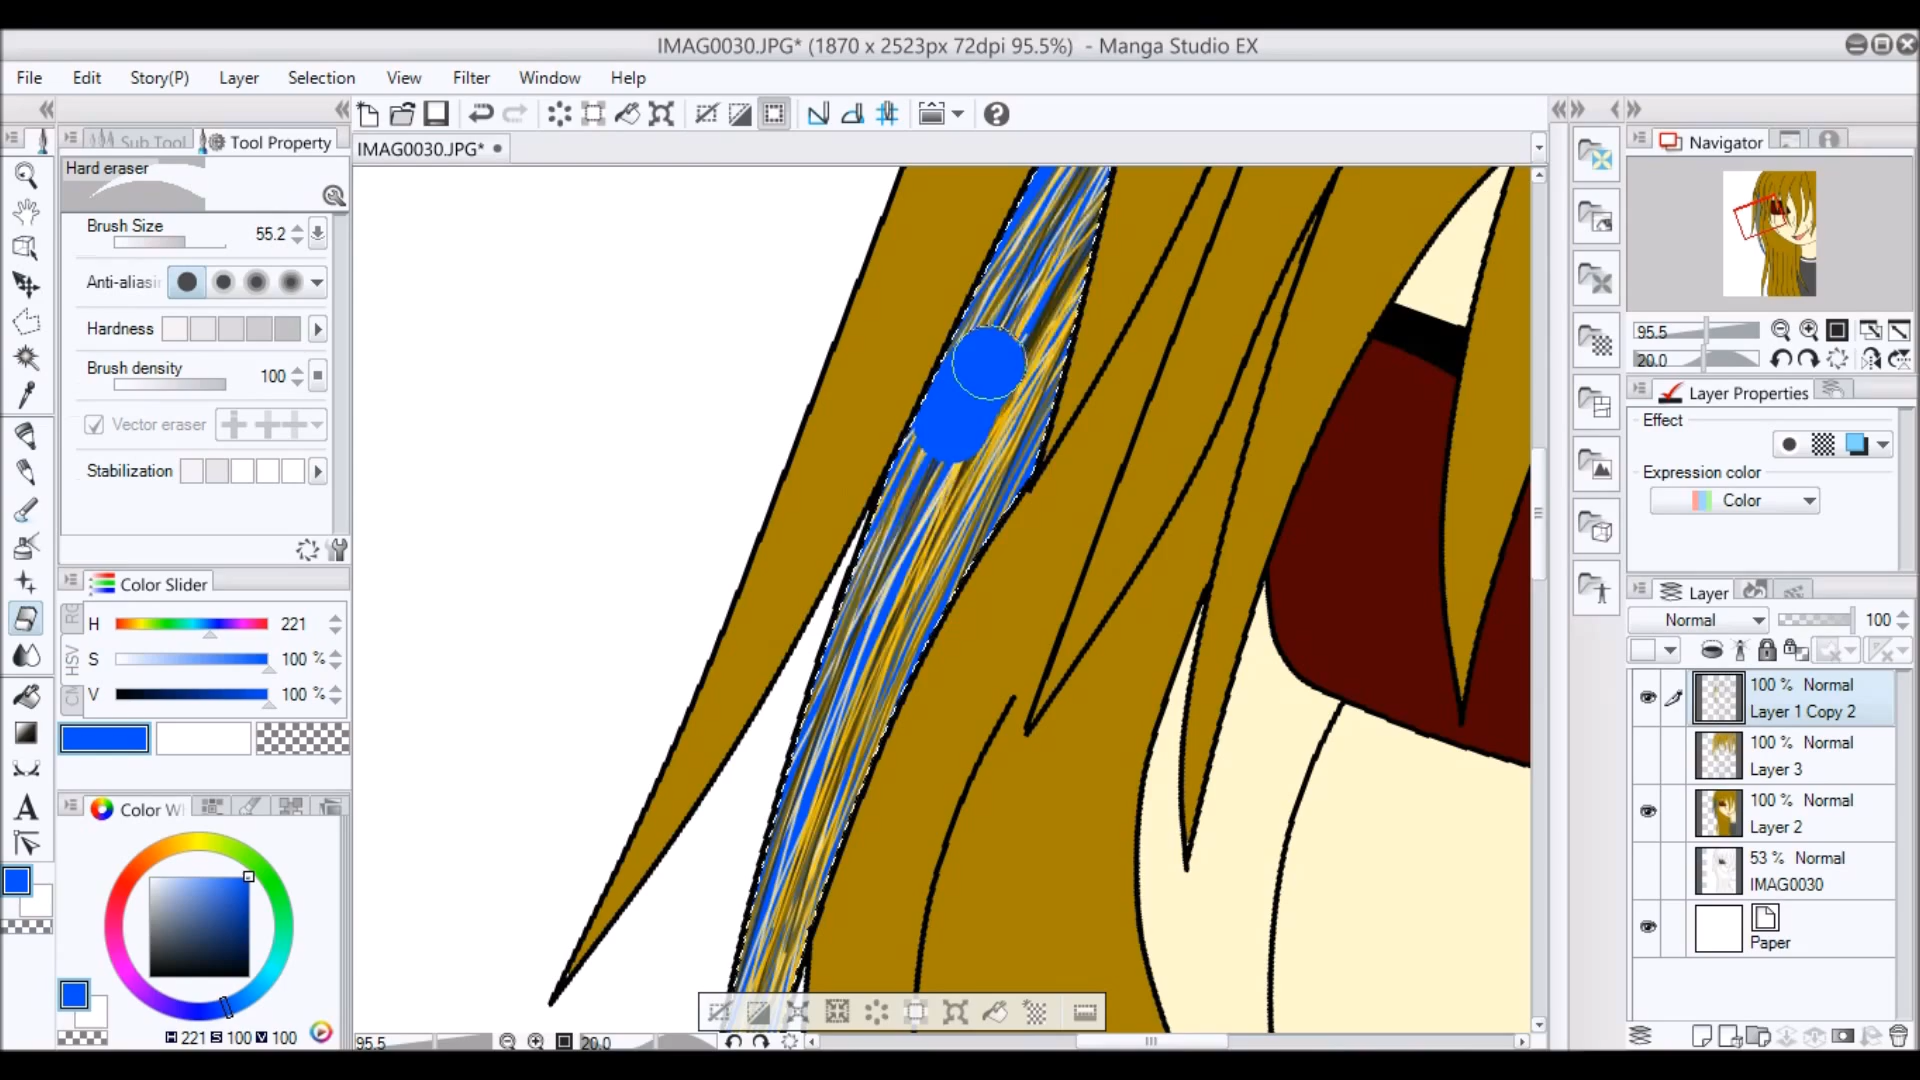 IMAG0030.JPG* (1870 x 2523px 72dpi 95.5%)  - Manga Studio EX
File Edit Story(P) Layer Selection View Filter Window Help
Sub Tool Tool Property
IMAG0030.JPG*
Hard eraser
Brush Size 55.2
Anti-aliasi
Hardness
Brush density 100
Vector eraser
Stabilization
Color Slider
H 221
S 100 %
V 100 %
HSV
Color W
H 221 S 100 V 100
95.5 20.0
Navigator
95.5
20.0
Layer Properties
Effect
Expression color
Color
Layer
Normal 100
100 % Normal
Layer 1 Copy 2
100 % Normal
Layer 3
100 % Normal
Layer 2
53 % Normal
IMAG0030
Paper